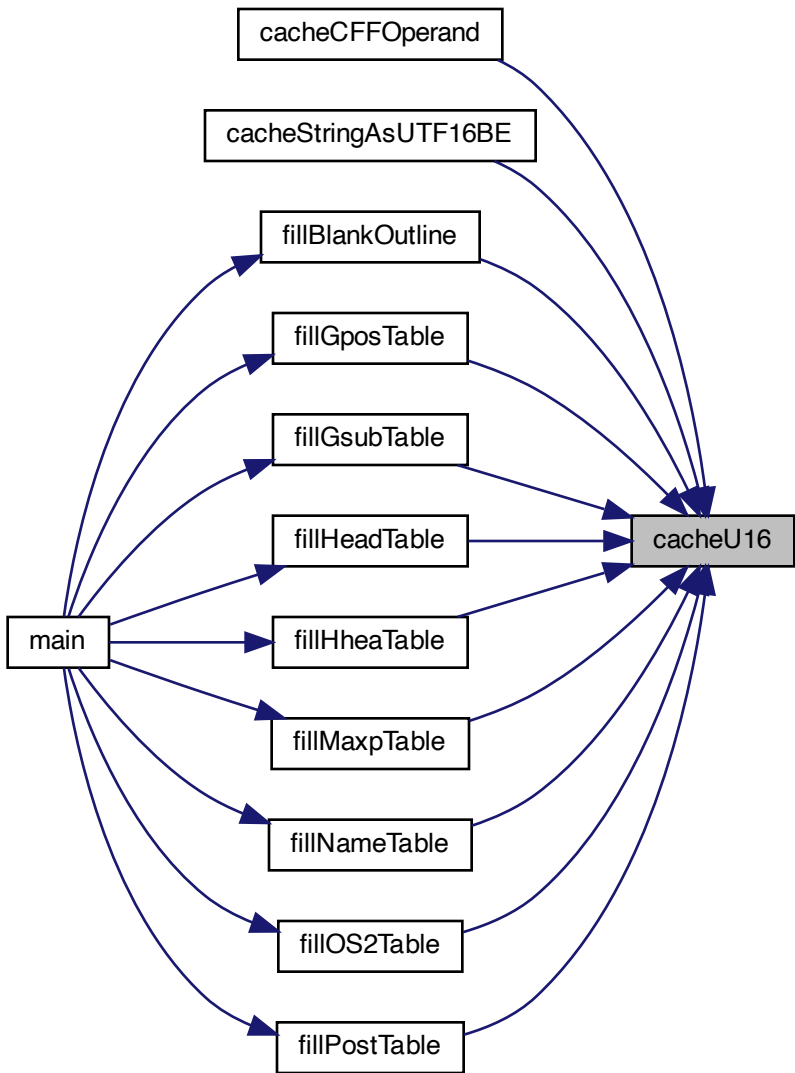 cacheCFFOperand
cacheStringAsUTF16BE
fillBlankOutline
fillGposTable
fillGsubTable
fillHeadTable
cacheU16
main
fillHheaTable
fillMaxpTable
fillNameTable
fillOS2Table
fillPostTable